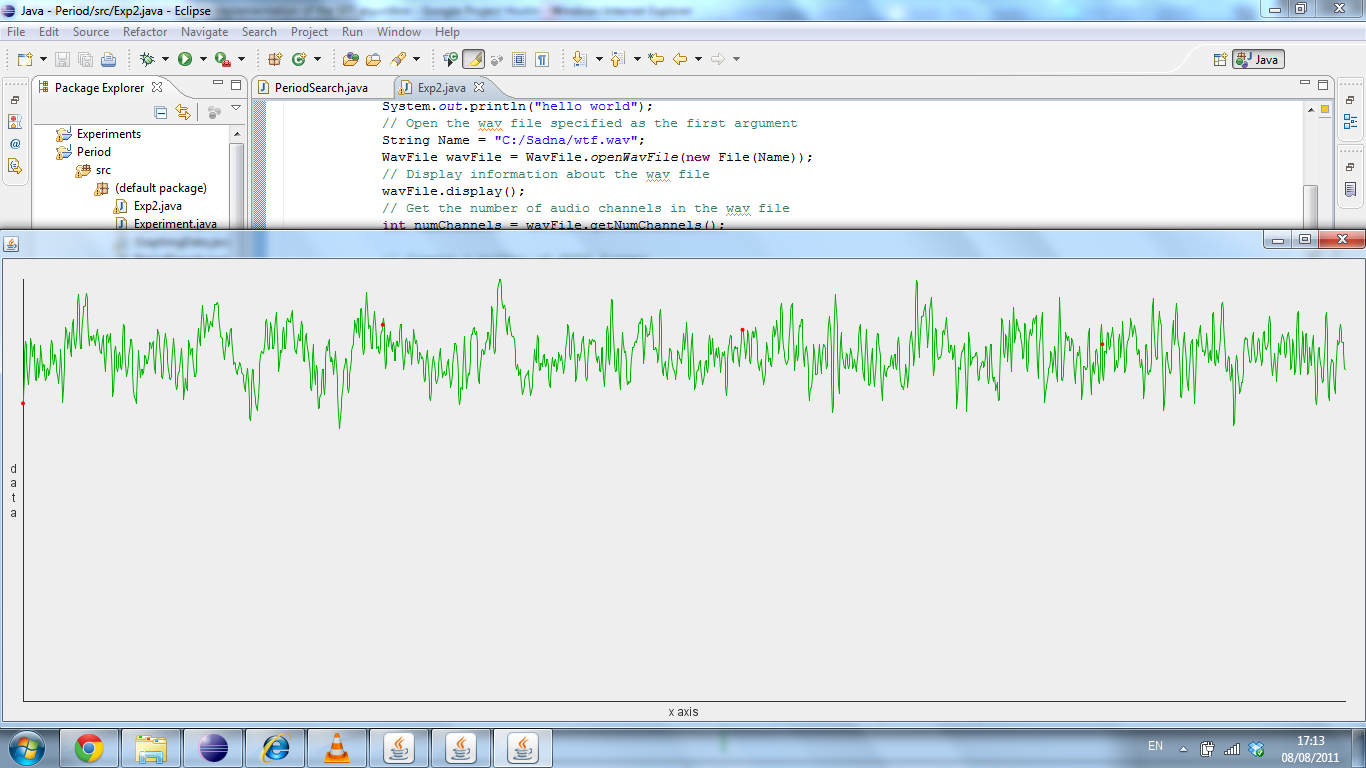 Java - Period/src/Exp2.java - Eclipse
File Edit Source Refactor Navigate Search Project Run Window Help
Java
Package Explorer
PeriodSearch.java
Exp2.java
Experiments
Period
src
(default package)
Exp2.java
Experiment.java
System.out.println("hello world");
// Open the wav file specified as the first argument
String Name = "C:/Sadna/wtf.wav";
WavFile wavFile = WavFile.openWavFile(new File(Name));
// Display information about the wav file
wavFile.display();
// Get the number of audio channels in the wav file
int numChannels = wavFile.getNumChannels();
data
x axis
EN
17:13
08/08/2011